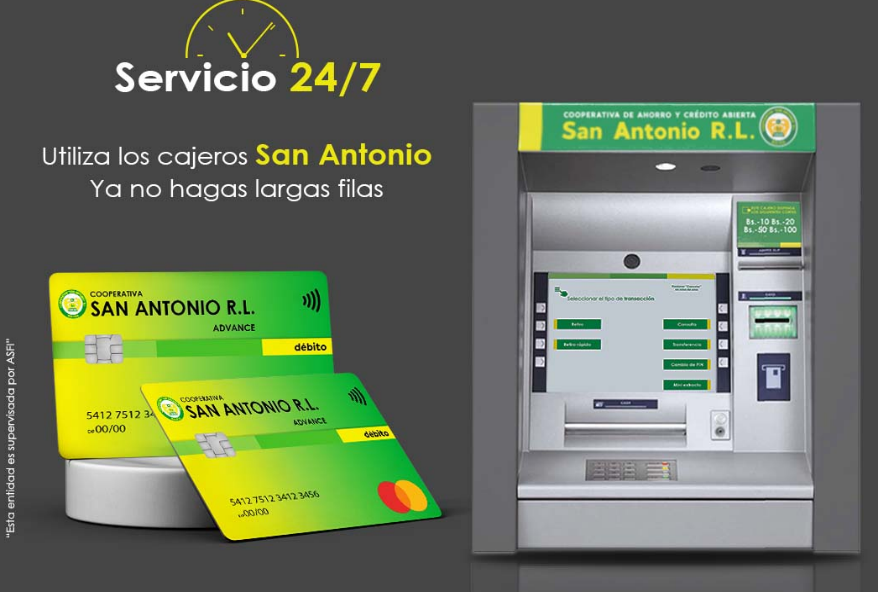 Servicio 24/7
Utiliza los cajeros San Antonio
Ya no hagas largas filas
COOPERATIVA
SAN ANTONIO R.L.
ADVANCE
débito
5412 7512 34
00/00
COOPERATIVA
SAN ANTONIO R.L.
ADVANCE
débito
5412 7512 3412 3456
00/00
"Esta entidad es supervisada por ASFI"
COOPERATIVA DE AHORRO Y CRÉDITO ABIERTA
San Antonio R.L.
Bs.-10 Bs.-20
Bs.-50 Bs.-100
Seleccionar el tipo de transacción
Retiro
Consulta
Retiro rápido
Transferencia
Cambio de PIN
Mini extracto